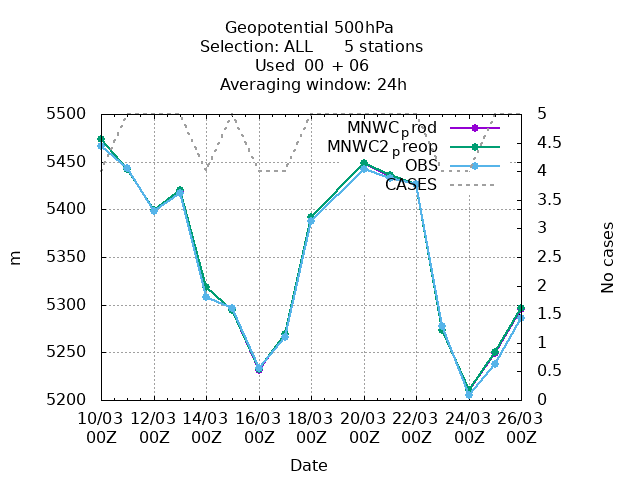 Geopotential 500hPa
Selection: ALL 5 stations
Used 00 + 06
Averaging window: 24h
5500
5450
5400
5350
5300
5250
5200
m
MNWC_prod
MNWC2_preop
OBS
CASES
5
4.5
4
3.5
3
2.5
2
1.5
1
0.5
0
No cases
10/03 12/03 14/03 16/03 18/03 20/03 22/03 24/03 26/03
00Z 00Z 00Z 00Z 00Z 00Z 00Z 00Z 00Z
Date